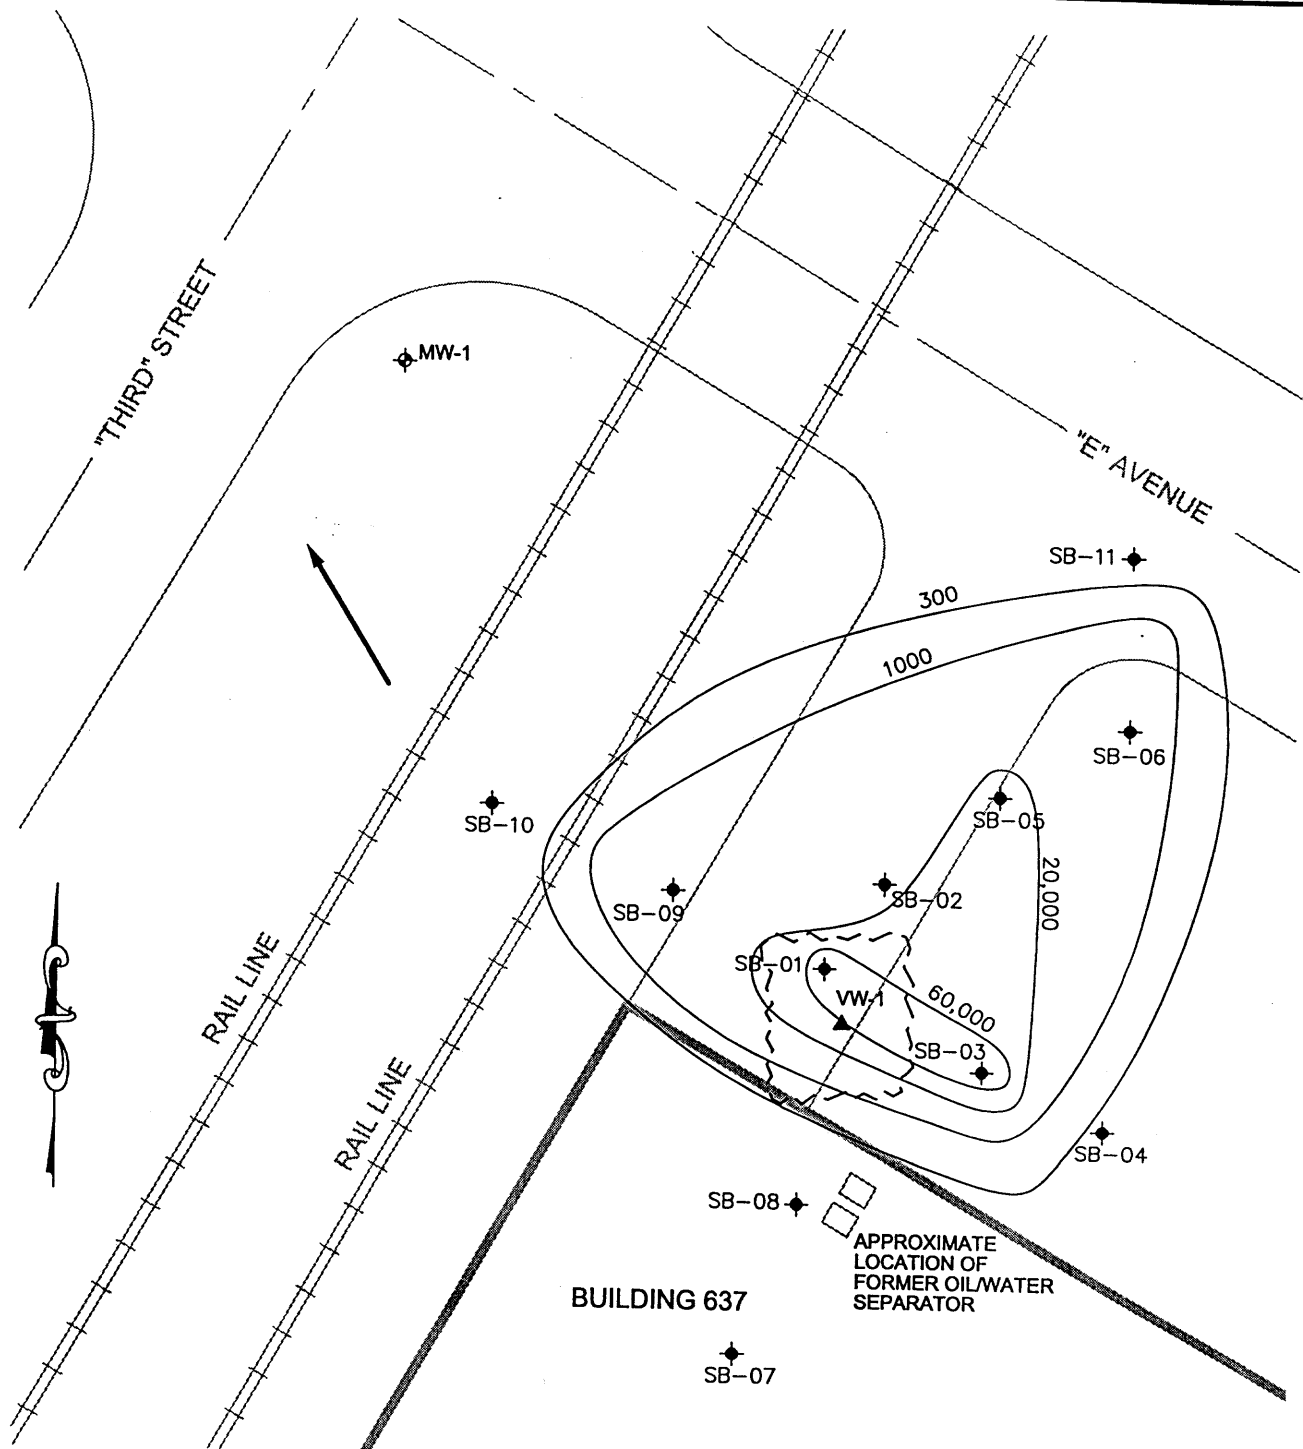 "THIRD" STREET
MW-1
"E" AVENUE
SB-11
300
1000
SB-06
SB-05
SB-10
20,000
SB-02
SB-09
SB-01
VW-1
60,000
SB-03
RAIL LINE
RAIL LINE
SB-04
SB-08
APPROXIMATE
LOCATION OF
FORMER OIL/WATER
SEPARATOR
BUILDING 637
SB-07